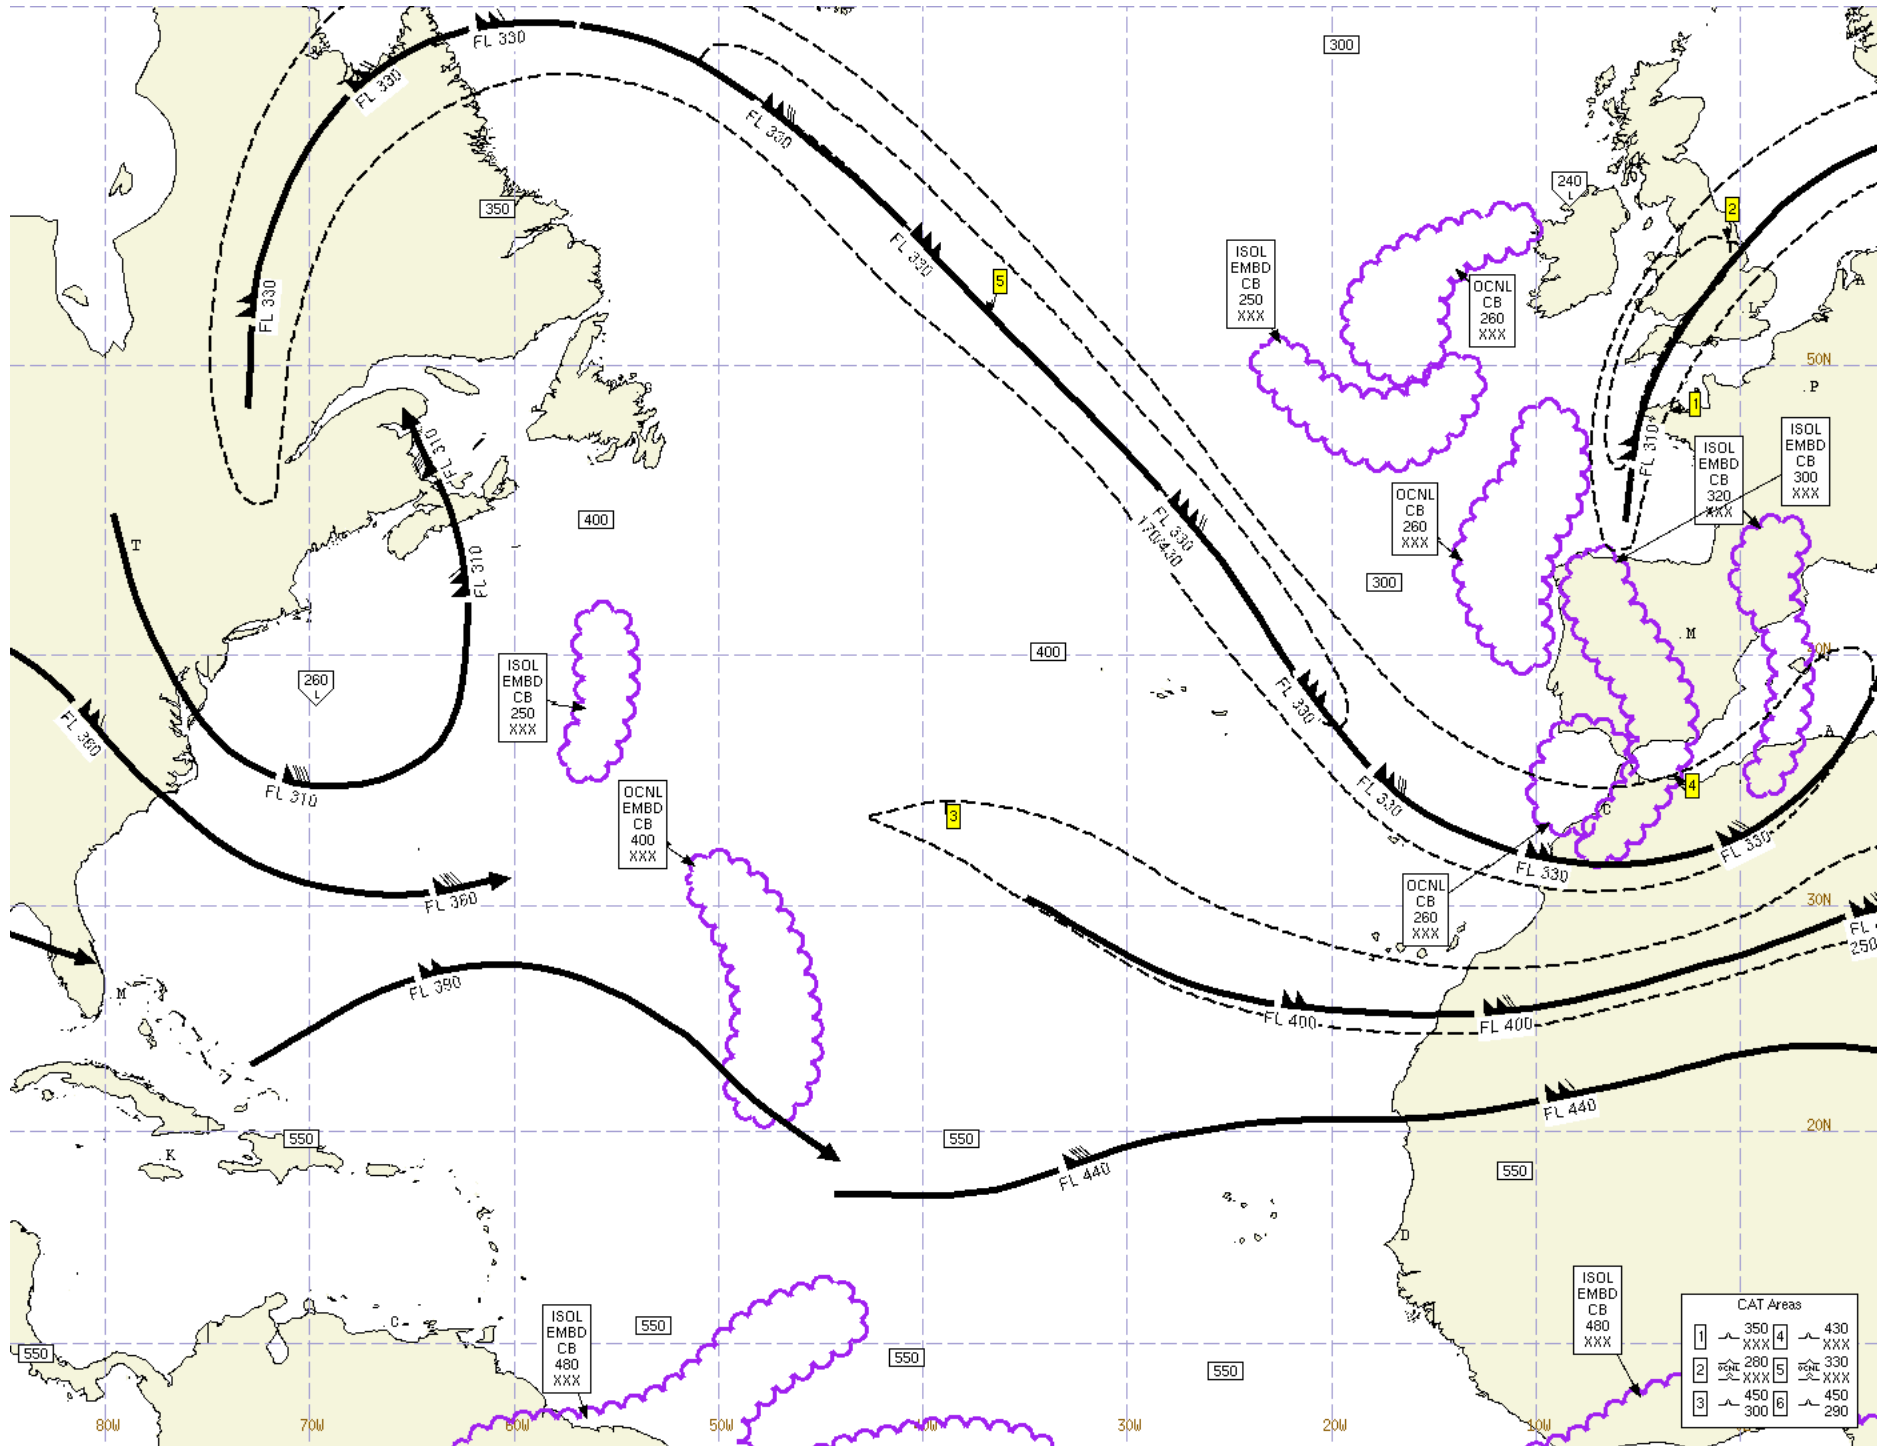 300
FL 330
FL 330
FL 330
FL 330
FL 330
350
240
L
2
ISOL
EMBD
CB
250
XXX
OCNL
CB
260
XXX
5
A
L
50N
P
1
FL 310
ISOL
EMBD
CB
320
XXX
ISOL
EMBD
CB
300
XXX
OCNL
CB
260
XXX
FL 310
FL 310
T
400
FL 330
170/430
300
M
40N
400
260
L
ISOL
EMBD
CB
250
XXX
FL 360
FL 310
FL 330
FL 330
A
4
C
3
OCNL
EMBD
CB
400
XXX
FL 330
FL 330
FL 360
OCNL
CB
260
XXX
30N
FL
250
M
FL 390
FL 400
FL 400
FL 440
20N
550
550
550
K
FL 440
D
ISOL
EMBD
CB
480
XXX
ISOL
EMBD
CB
480
XXX
C
550
550
550
550
CAT Areas
1 350 XXX 4 430 XXX
2 OCNL 280 XXX 5 OCNL 330 XXX
3 450 300 6 450 290
80W 70W 60W 50W 40W 30W 20W 10W